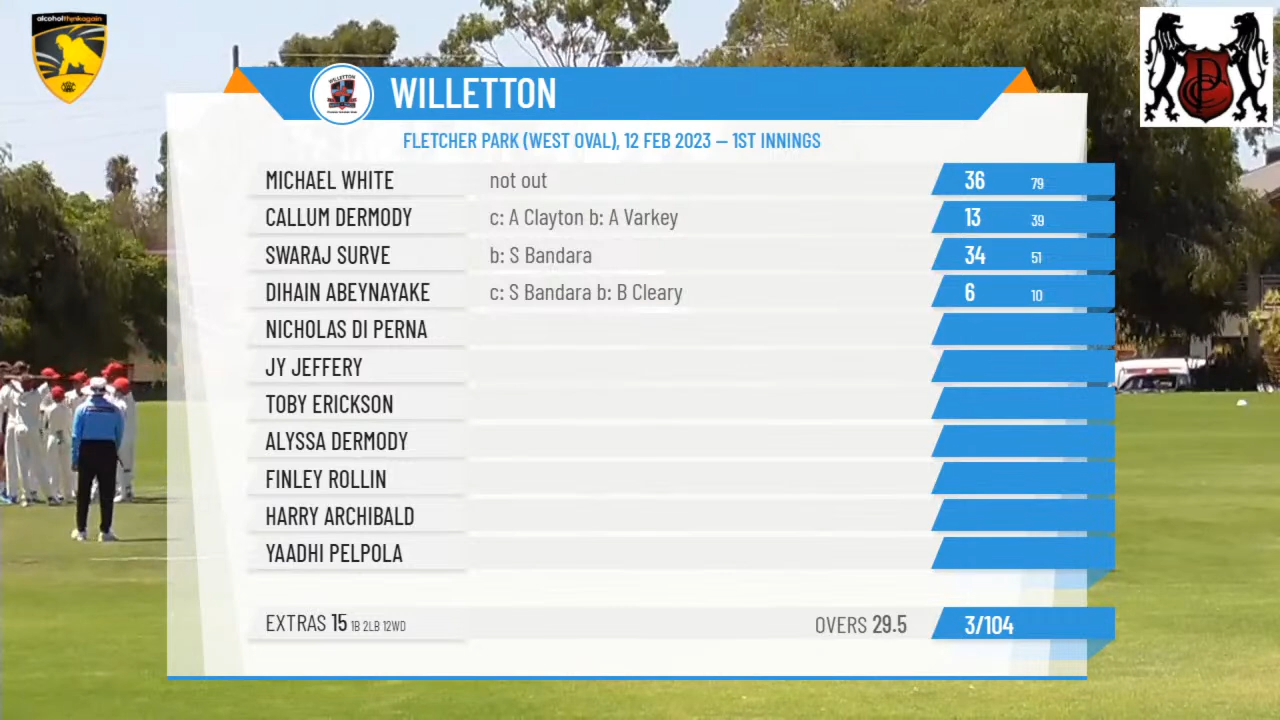 alcoholthinkagain
WILLETTON
FLETCHER PARK (WEST OVAL), 12 FEB 2023 – 1ST INNINGS
MICHAEL WHITE not out 36 79
CALLUM DERMODY c: A Clayton b: A Varkey 13 39
SWARAJ SURVE b: S Bandara 34 51
DIHAIN ABEYNAYAKE c: S Bandara b: B Cleary 6 10
NICHOLAS DI PERNA
JY JEFFERY
TOBY ERICKSON
ALYSSA DERMODY
FINLEY ROLLIN
HARRY ARCHIBALD
YAADHI PELPOLA
EXTRAS 15 1B 2LB 12WD OVERS 29.5 3/104